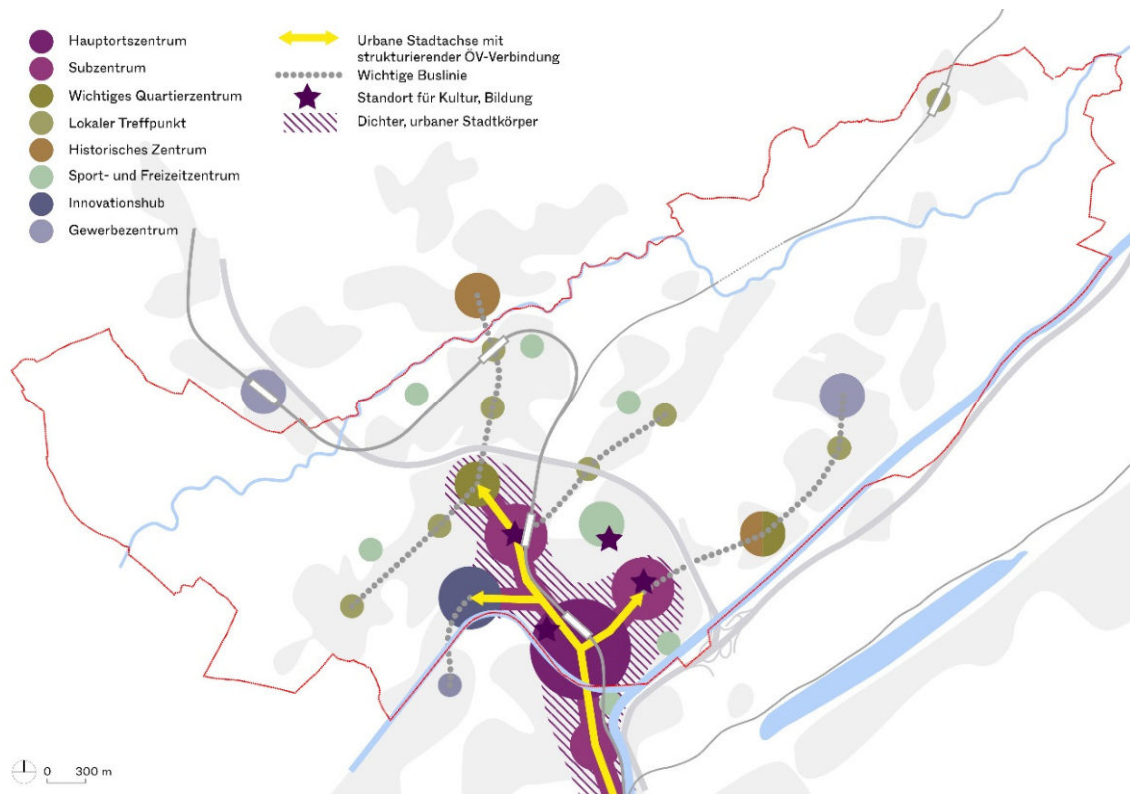 Hauptortszentrum
Subzentrum
Wichtiges Quartierzentrum
Lokaler Treffpunkt
Historisches Zentrum
Sport- und Freizeitzentrum
Innovationshub
Gewerbezentrum
Urbane Stadtachse mit
strukturierender ÖV-Verbindung
Wichtige Buslinie
Standort für Kultur, Bildung
Dichter, urbaner Stadtkörper
0 300 m